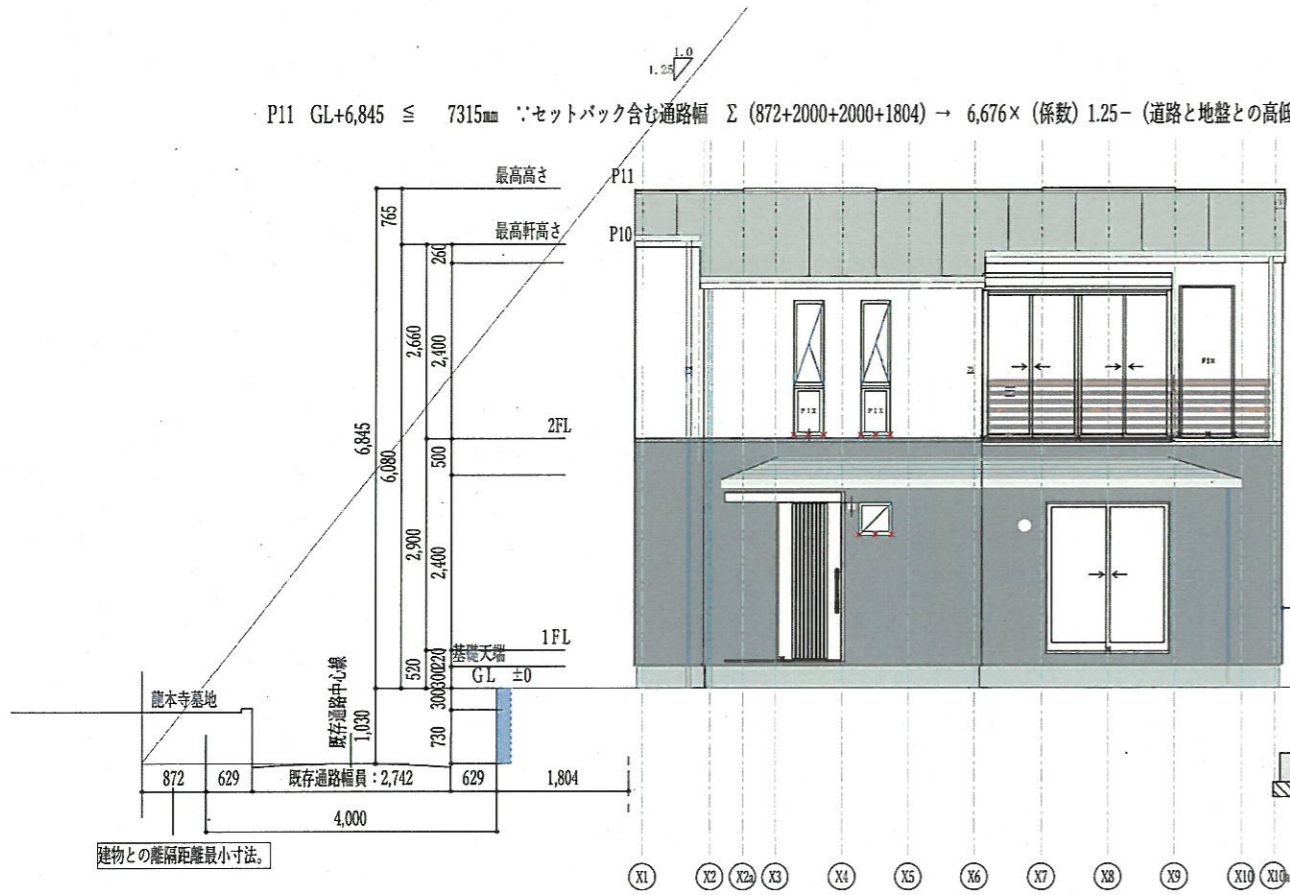 1.0
1.25
P11 GL+6,845 ≦ 7315㎜ ∵セットバック含む通路幅 Σ (872+2000+2000+1804) → 6,676× (係数) 1.25- (道路と地盤との高低
最高高さ
P11
765
最高軒高さ
P10
260
2,660
2,400
FIX
FIX
FIX
2FL
6,845
6,080
500
2,900
2,400
1FL
520
220
基礎天端
300
GL ±0
龍本寺墓地
既存通路中心線
1,030
300
730
872
629
既存通路幅員:2,742
629
1,804
4,000
建物との離隔距離最小寸法。
X1
X2
X2a
X3
X4
X5
X6
X7
X8
X9
X10
X10a